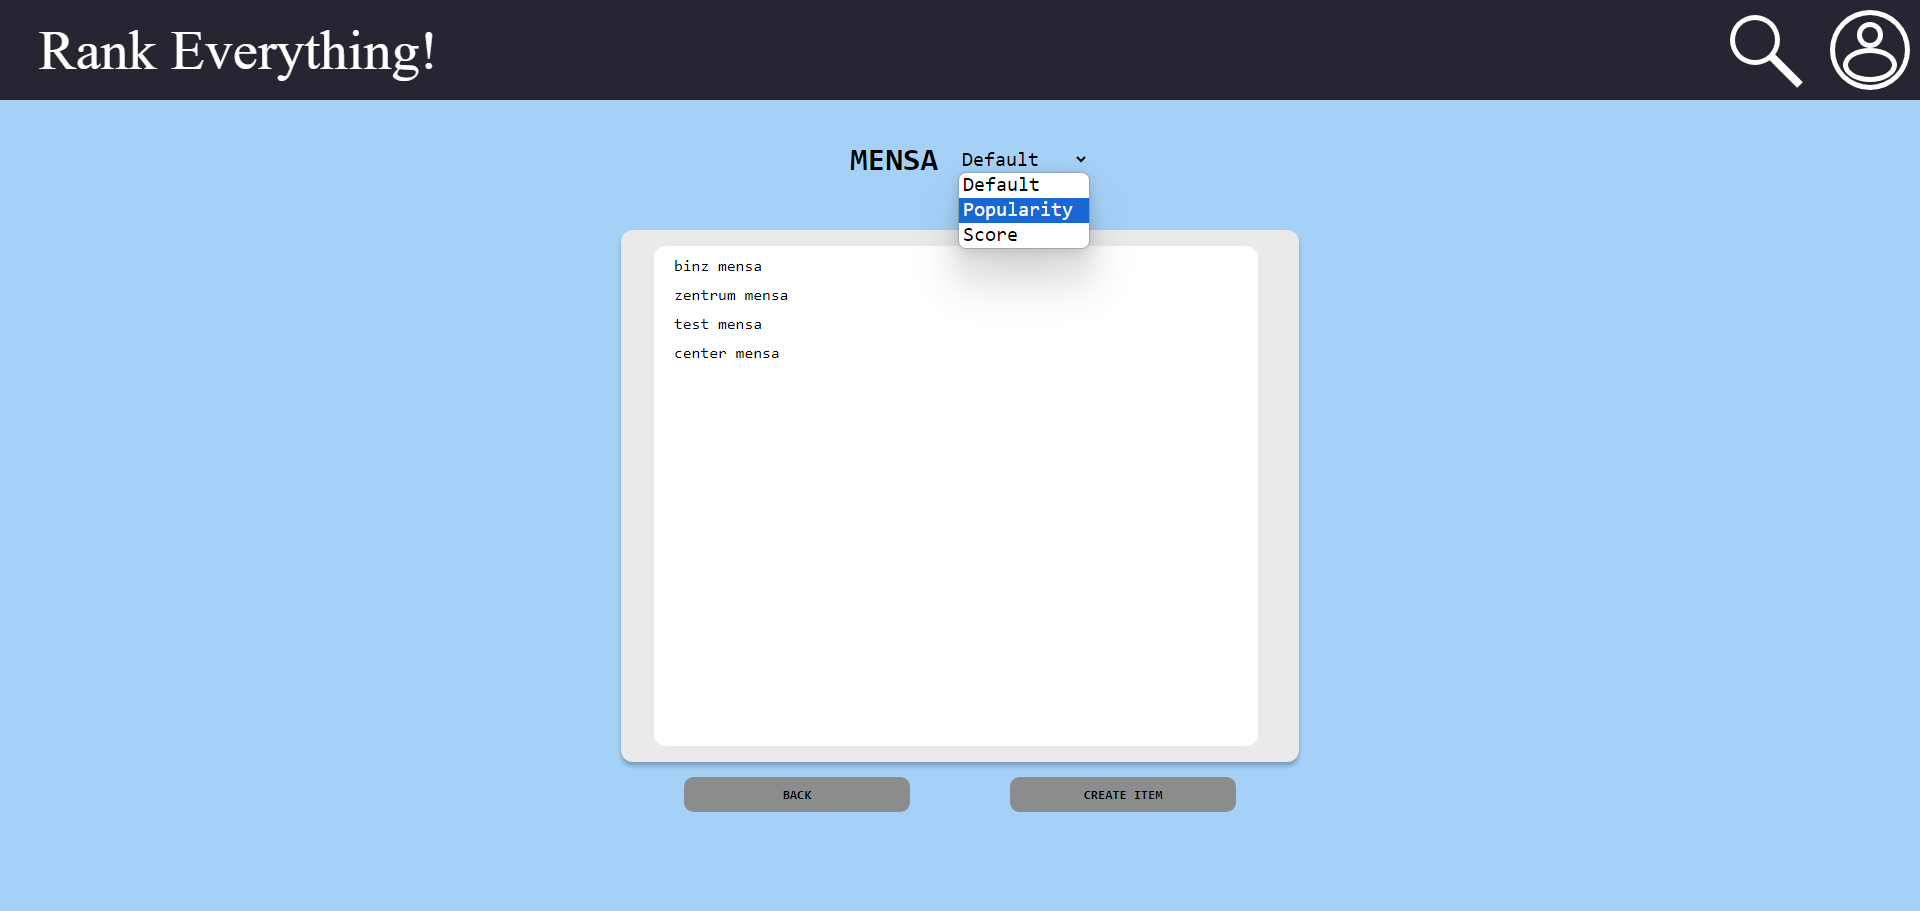 Rank Everything!
MENSA Default
Default
Popularity
Score
binz mensa
zentrum mensa
test mensa
center mensa
BACK CREATE ITEM